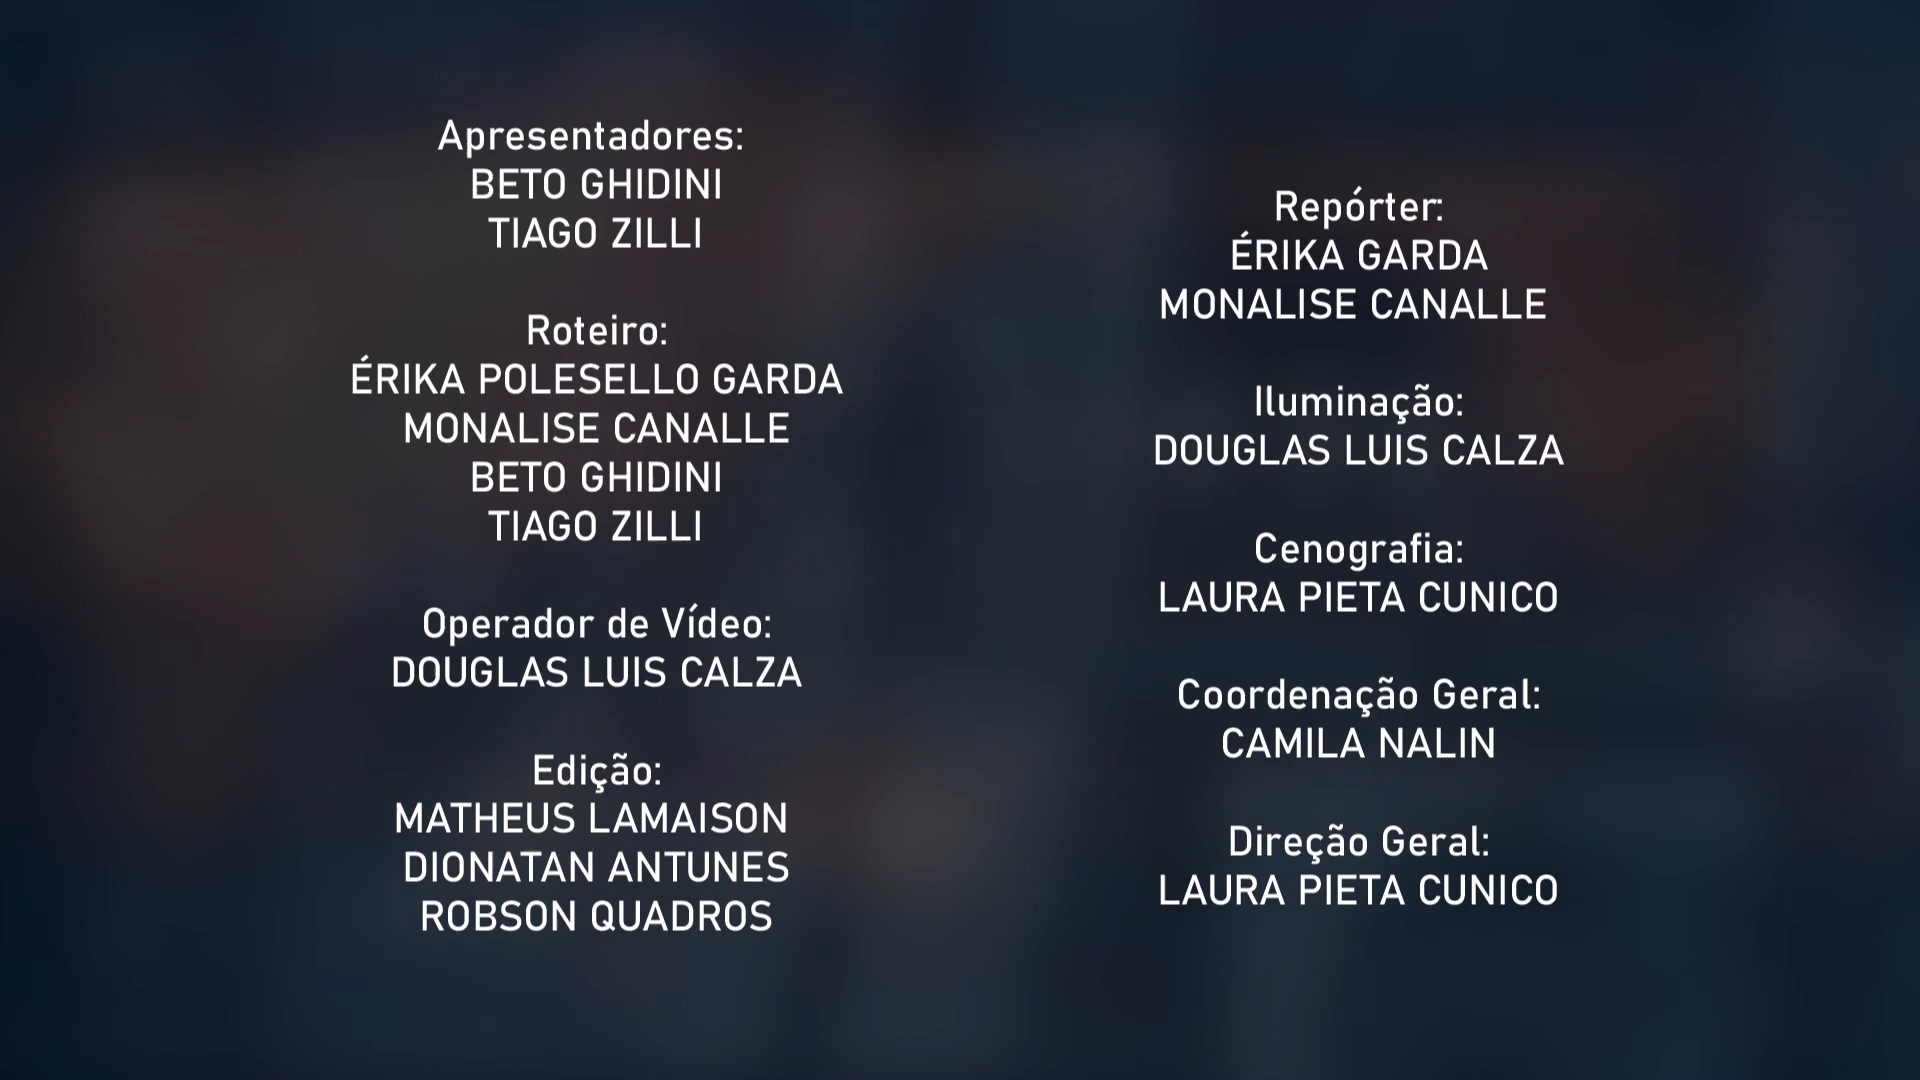 Apresentadores:
BETO GHIDINI
TIAGO ZILLI
Roteiro:
ÉRIKA POLESELLO GARDA
MONALISE CANALLE
BETO GHIDINI
TIAGO ZILLI
Operador de Vídeo:
DOUGLAS LUIS CALZA
Edição:
MATHEUS LAMAISON
DIONATAN ANTUNES
ROBSON QUADROS
Repórter:
ÉRIKA GARDA
MONALISE CANALLE
Iluminação:
DOUGLAS LUIS CALZA
Cenografia:
LAURA PIETA CUNICO
Coordenação Geral:
CAMILA NALIN
Direção Geral:
LAURA PIETA CUNICO